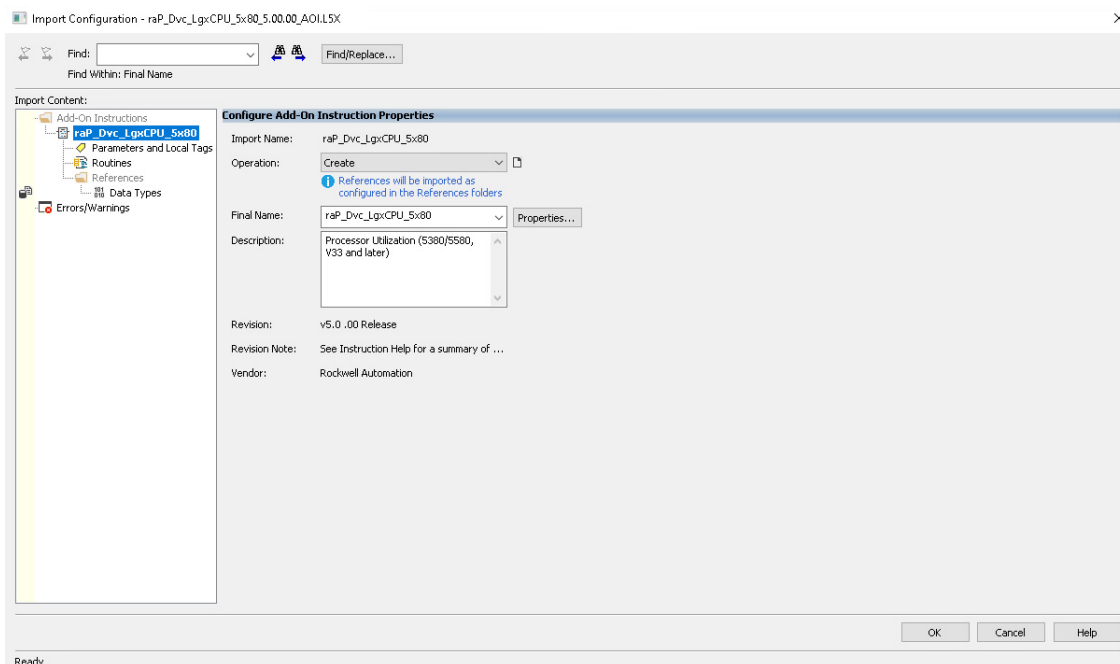 Import Configuration - raP_Dvc_LgxCPU_5x80_5.00.00_AOI.L5X
Find:
Find/Replace...
Find Within: Final Name
Import Content:
Add-On Instructions
raP_Dvc_LgxCPU_5x80
Parameters and Local Tags
Routines
References
Data Types
Errors/Warnings
Configure Add-On Instruction Properties
Import Name: raP_Dvc_LgxCPU_5x80
Operation: Create
References will be imported as
configured in the References folders
Final Name: raP_Dvc_LgxCPU_5x80 Properties...
Description: Processor Utilization (5380/5580,
V33 and later)
Revision: v5.0 .00 Release
Revision Note: See Instruction Help for a summary of ...
Vendor: Rockwell Automation
OK Cancel Help
Ready